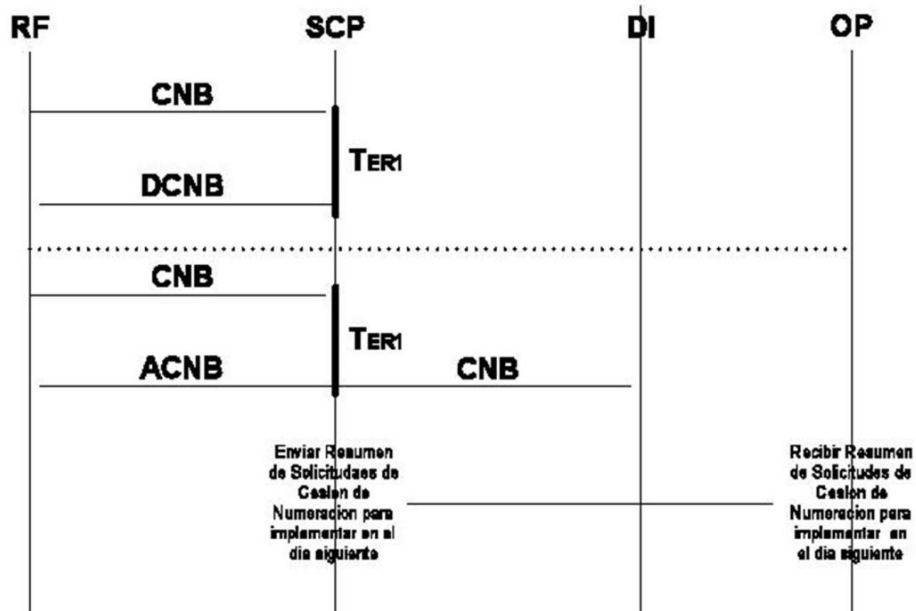 RF SCP DI OP
CNB
TER1
DCNB
CNB
TER1
ACNB CNB
Enviar Resumen
de Solicitudaes de
Cesion de
Numeracion para
implementar en el
dia siguiente
Recibir Resumen
de Solicitudes de
Cesion de
Numeracion para
implementar en
el dia siguiente